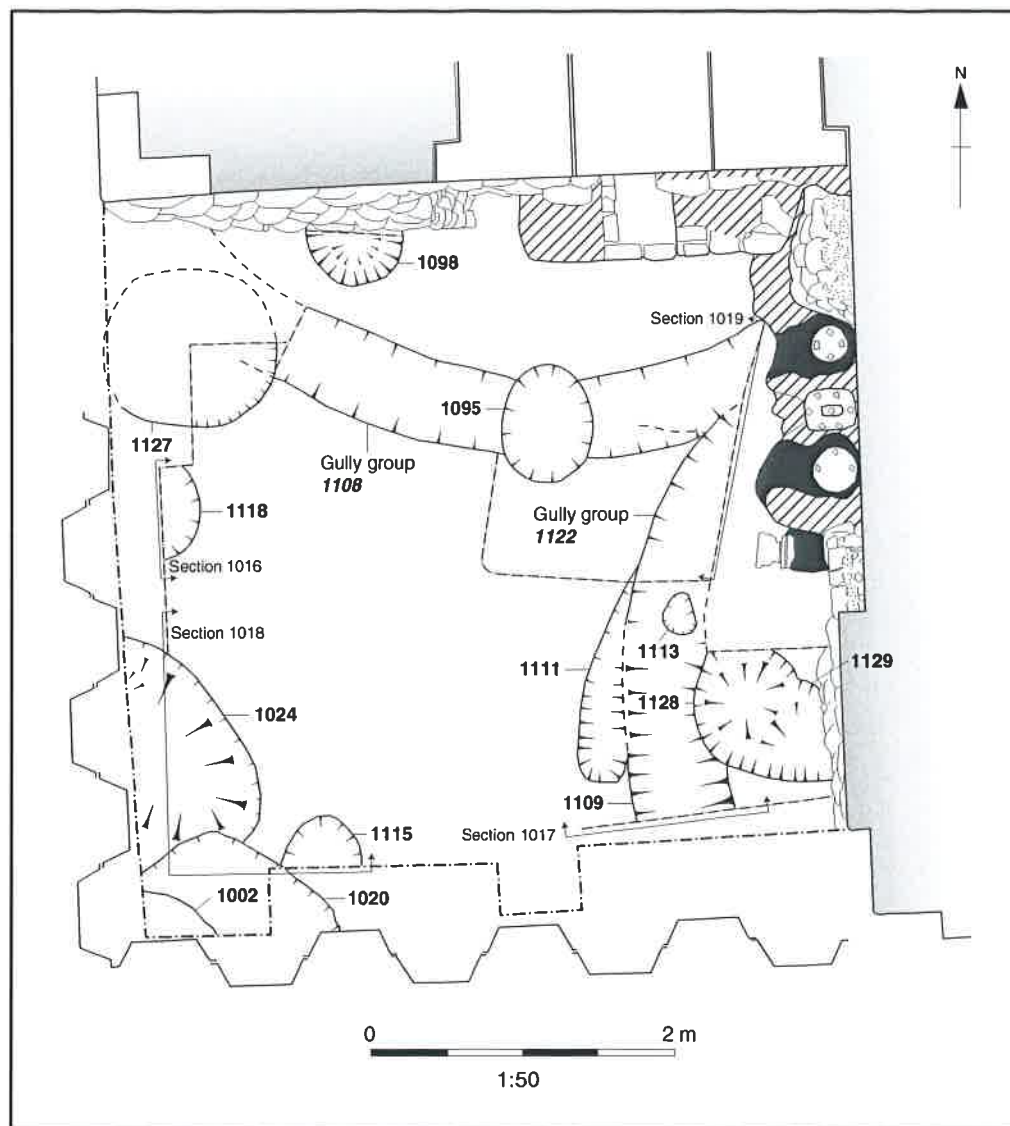 N
1098
Section 1019
1095
1127
Gully group
1108
1118
Gully group
1122
Section 1016
Section 1018
1113
1111
1129
1128
1024
1109
1115
Section 1017
1002
1020
0 2 m
1:50